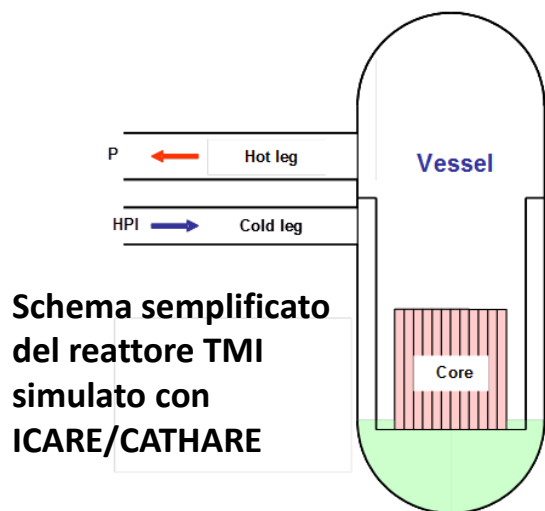 P
Hot leg
Vessel
HPI
Cold leg
Schema semplificato
del reattore TMI
simulato con
ICARE/CATHARE
Core